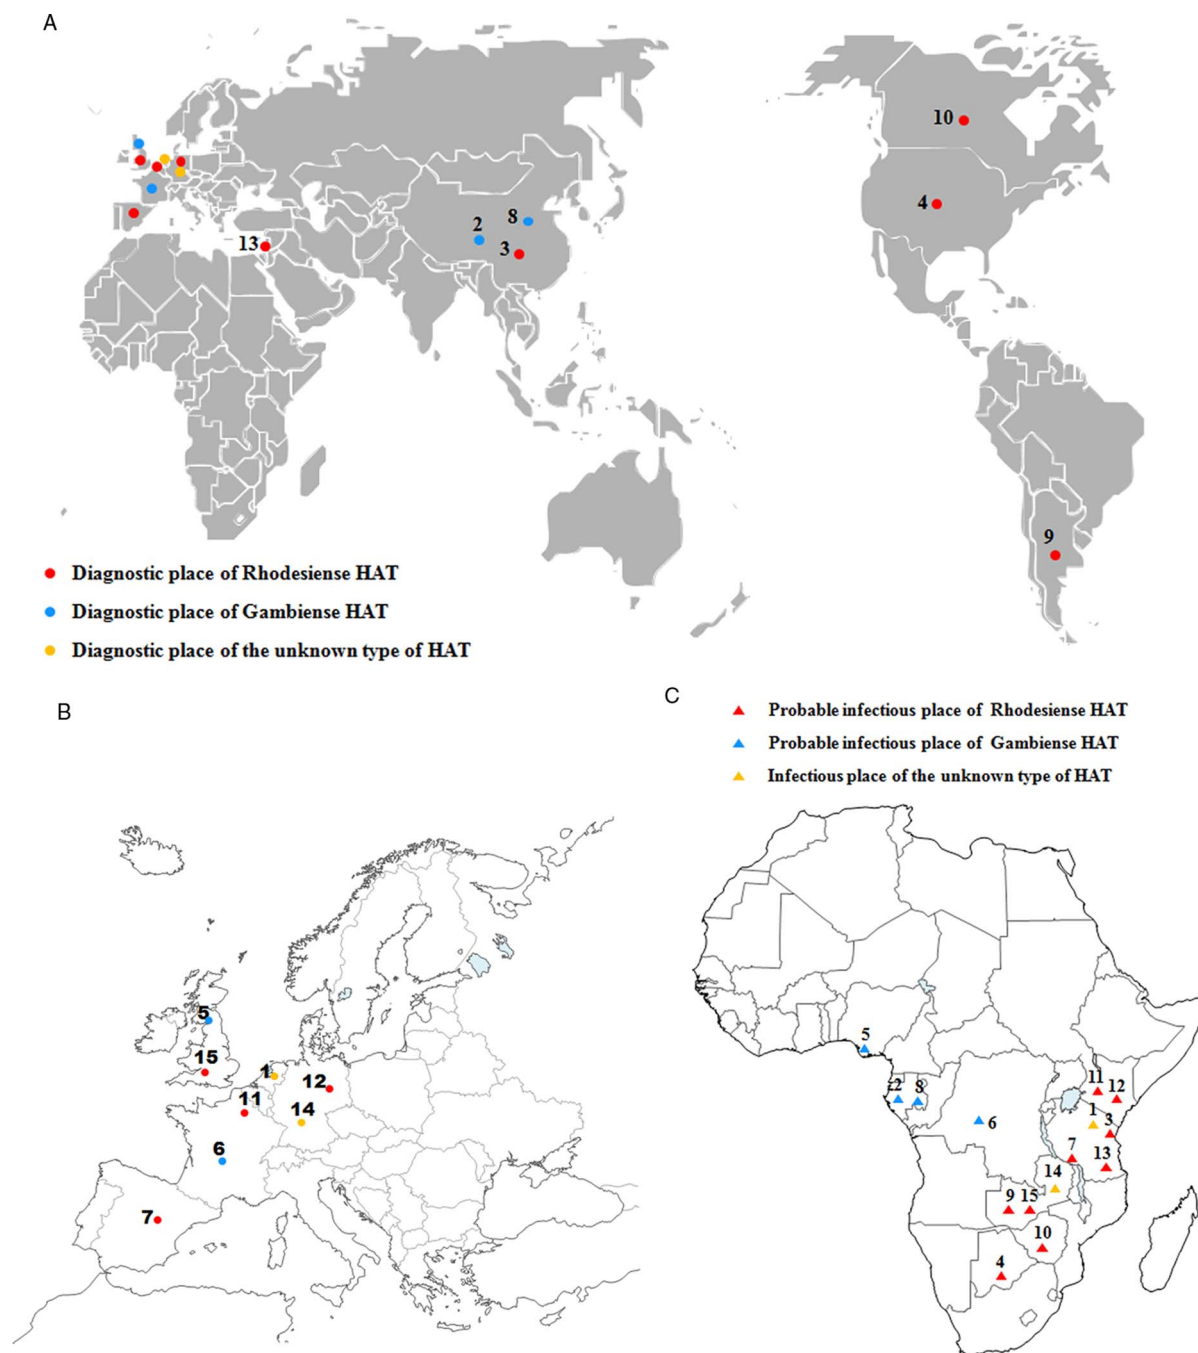 A
10
4
2
8
3
13
9
Diagnostic place of Rhodesiense HAT
Diagnostic place of Gambiense HAT
Diagnostic place of the unknown type of HAT
B
5
15
1
12
11
14
6
7
C
Probable infectious place of Rhodesiense HAT
Probable infectious place of Gambiense HAT
Infectious place of the unknown type of HAT
5
2 8
11 12
6
1 3
7
13
14
9 15
10
4